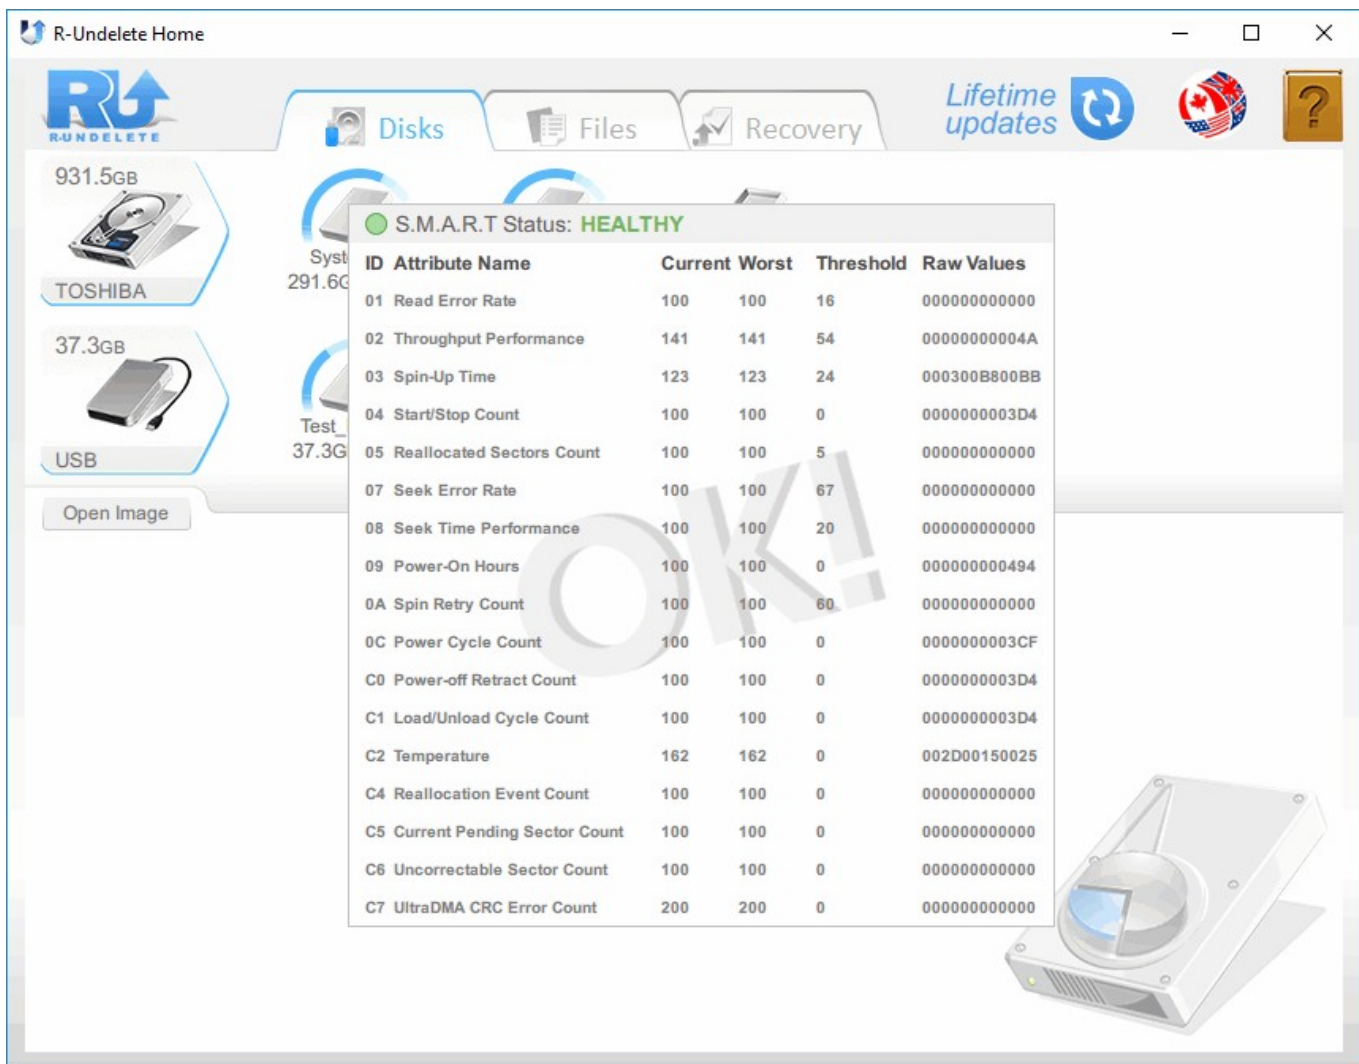 R-Undelete Home
RU
R-UNDELETE
Disks
Files
Recovery
Lifetime
updates
?
931.5GB
TOSHIBA
Syst
291.6G
37.3GB
USB
Test_
37.3G
Open Image
S.M.A.R.T Status: HEALTHY
ID Attribute Name Current Worst Threshold Raw Values
01 Read Error Rate 100 100 16 000000000000
02 Throughput Performance 141 141 54 00000000004A
03 Spin-Up Time 123 123 24 000300B800BB
04 Start/Stop Count 100 100 0 0000000003D4
05 Reallocated Sectors Count 100 100 5 000000000000
07 Seek Error Rate 100 100 67 000000000000
08 Seek Time Performance 100 100 20 000000000000
09 Power-On Hours 100 100 0 000000000494
0A Spin Retry Count 100 100 60 000000000000
0C Power Cycle Count 100 100 0 0000000003CF
C0 Power-off Retract Count 100 100 0 0000000003D4
C1 Load/Unload Cycle Count 100 100 0 0000000003D4
C2 Temperature 162 162 0 002D00150025
C4 Reallocation Event Count 100 100 0 000000000000
C5 Current Pending Sector Count 100 100 0 000000000000
C6 Uncorrectable Sector Count 100 100 0 000000000000
C7 UltraDMA CRC Error Count 200 200 0 000000000000
OK!